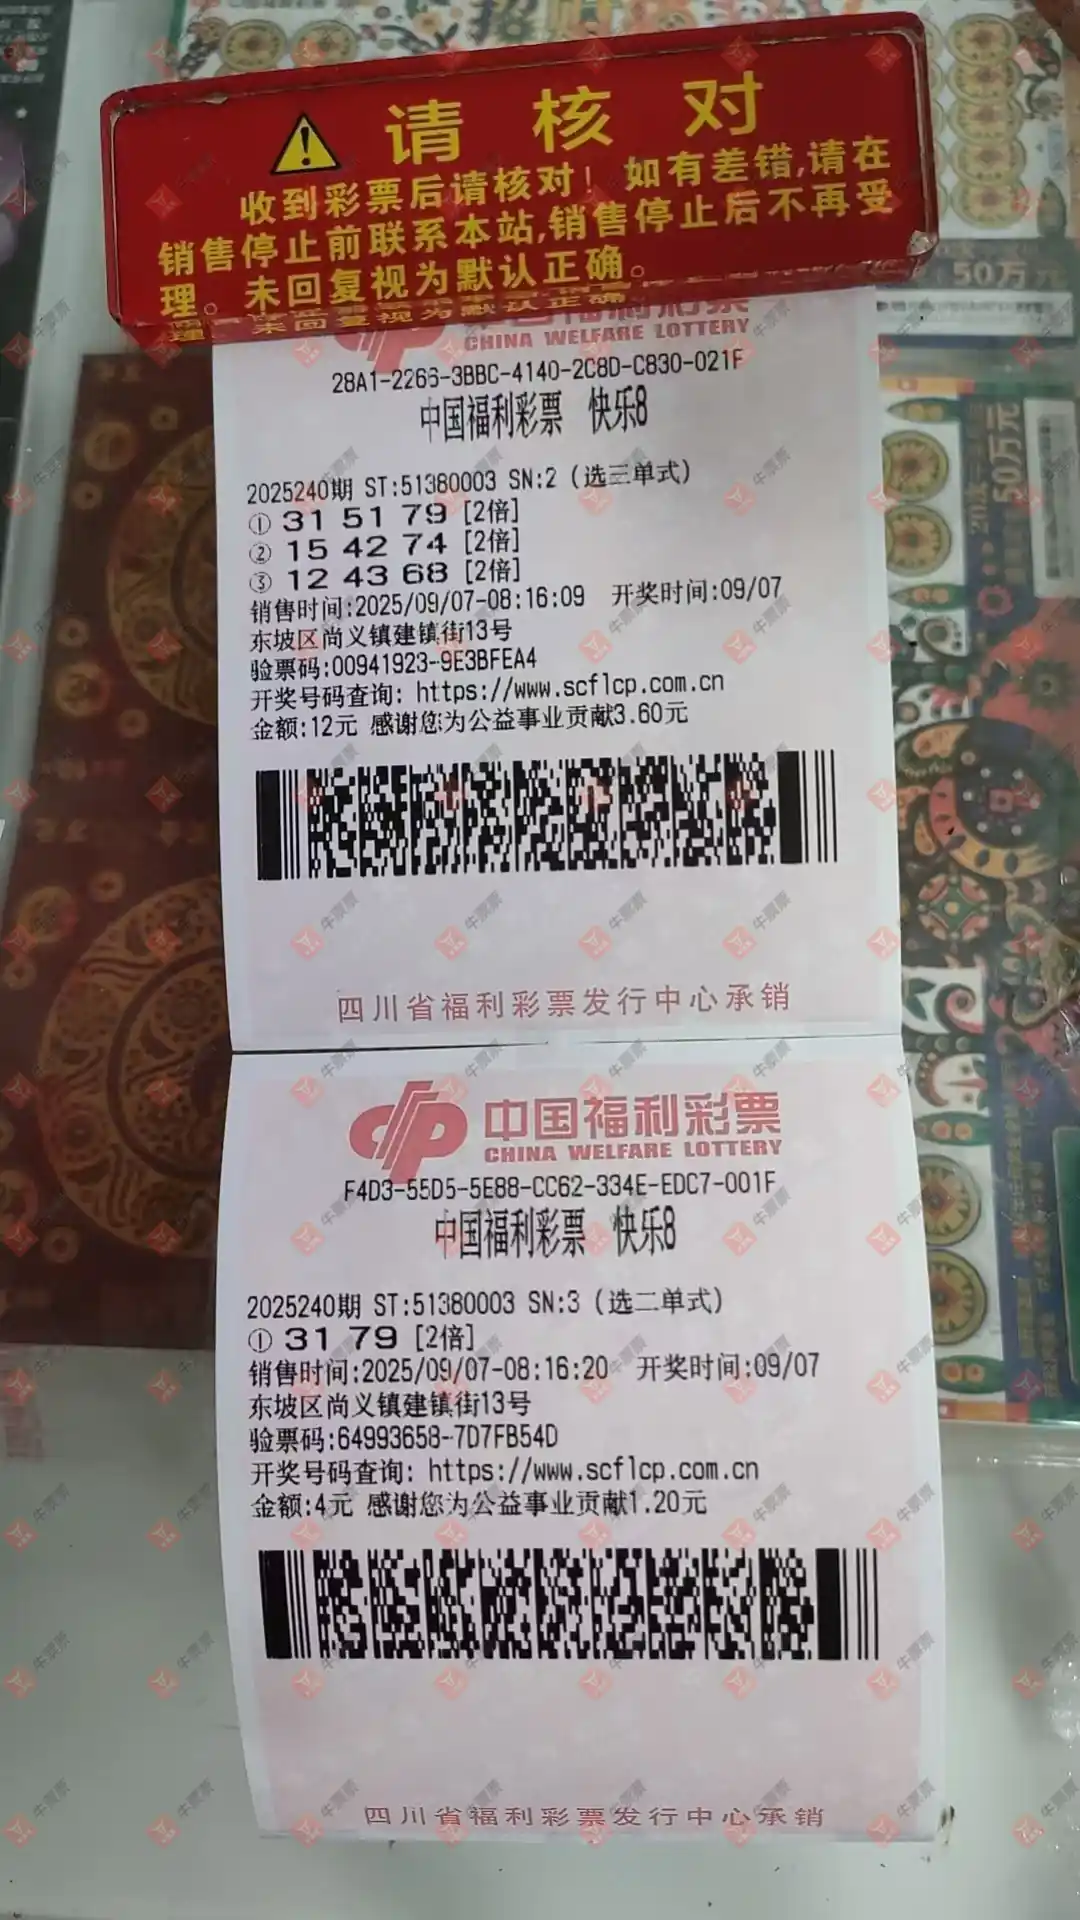 请核对
收到彩票后请核对！如有差错,请在
销售停止前联系本站,销售停止后不再受
理。未回复视为默认正确。
CHINA WELFARE LOTTERY
28A1-2266-3BBC-4140-2C8D-C830-021F
中国福利彩票 快乐8
2025240期 ST:51380003 SN:2 (选三单式)
① 31 51 79 [2倍]
② 15 42 74 [2倍]
③ 12 43 68 [2倍]
销售时间:2025/09/07-08:16:09 开奖时间:09/07
东坡区尚义镇建镇街13号
验票码:00941923-9E3BFEA4
开奖号码查询: https://www.scflcp.com.cn
金额:12元 感谢您为公益事业贡献3.60元
四川省福利彩票发行中心承销
中国福利彩票
CHINA WELFARE LOTTERY
F4D3-55D5-5E88-CC62-334E-EDC7-001F
中国福利彩票 快乐8
2025240期 ST:51380003 SN:3 (选二单式)
① 31 79 [2倍]
销售时间:2025/09/07-08:16:20 开奖时间:09/07
东坡区尚义镇建镇街13号
验票码:64993658-7D7FB54D
开奖号码查询: https://www.scflcp.com.cn
金额:4元 感谢您为公益事业贡献1.20元
四川省福利彩票发行中心承销
50万元
50万元
牛票票